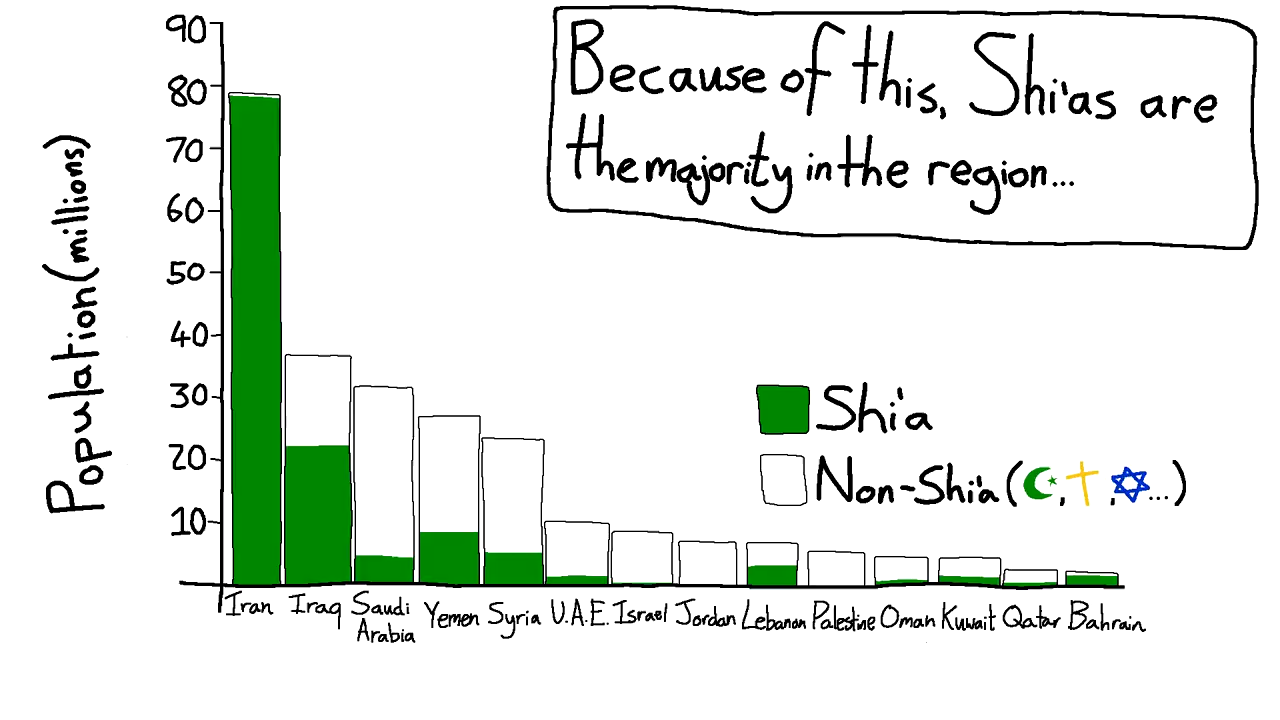 Because of this, Shi'as are
the majority in the region...
Population (millions)
90
80
70
60
50
40
30
20
10
Shi'a
Non-Shi'a (☪, ✝, ✡...)
Iran
Iraq
Saudi
Arabia
Yemen
Syria
U.A.E.
Israel
Jordan
Lebanon
Palestine
Oman
Kuwait
Qatar
Bahrain